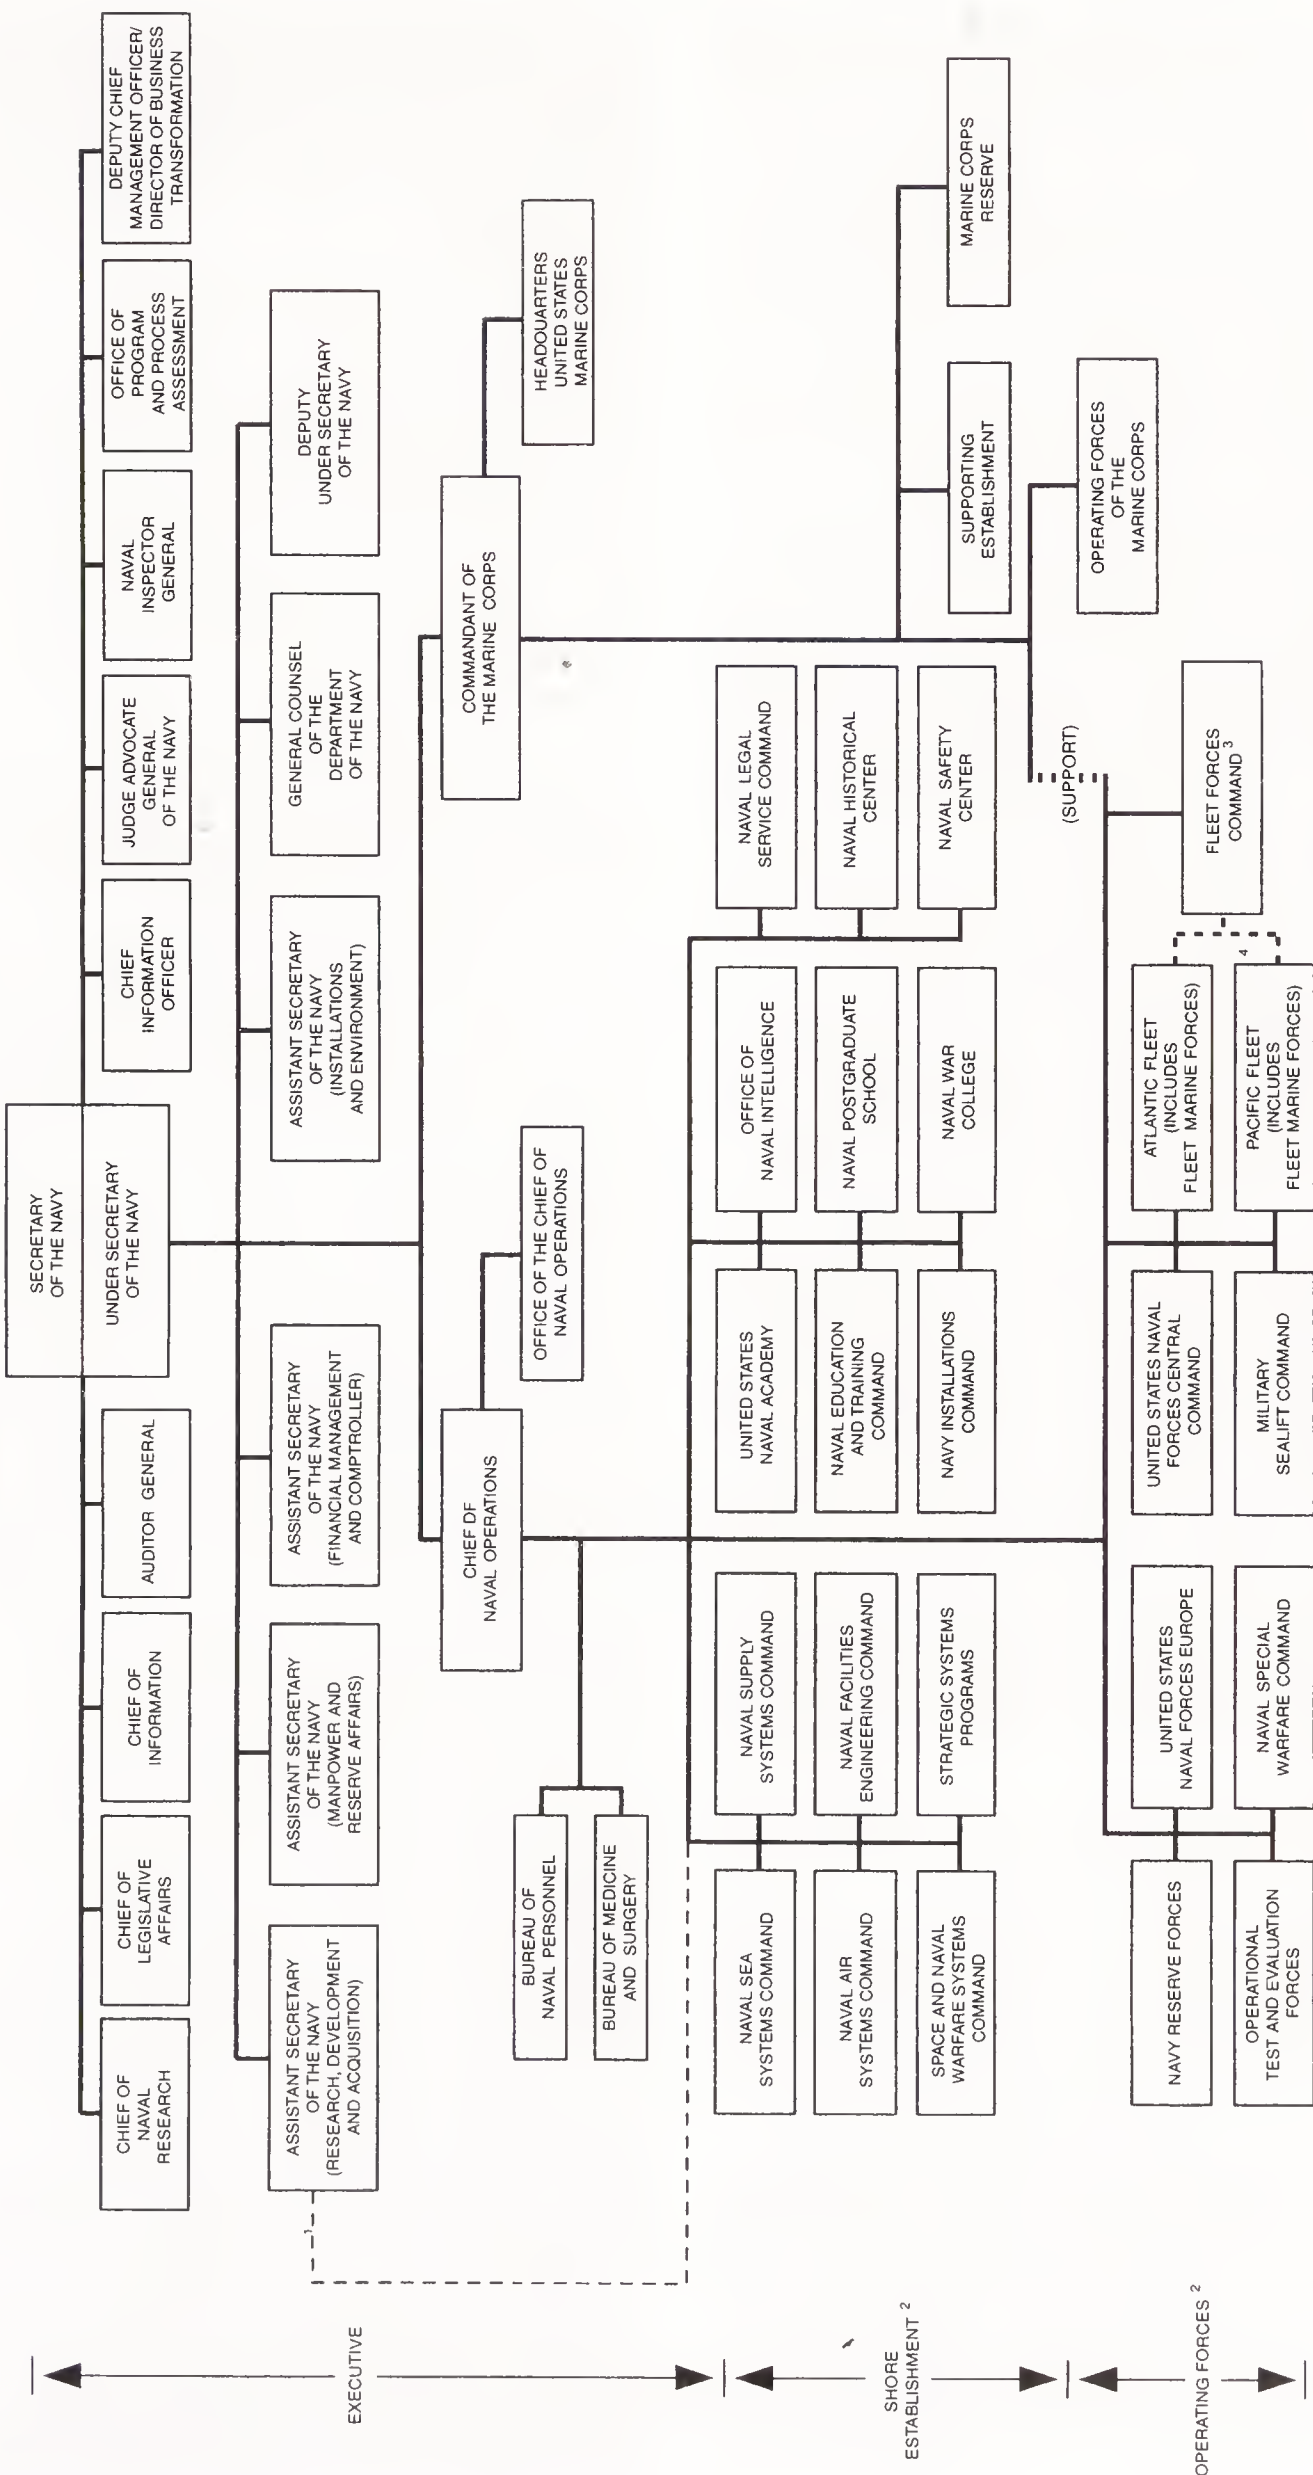 SECRETARY
OF THE NAVY
UNDER SECRETARY
OF THE NAVY
CHIEF OF
NAVAL
RESEARCH
CHIEF OF
LEGISLATIVE
AFFAIRS
CHIEF OF
INFORMATION
AUDITOR GENERAL
CHIEF
INFORMATION
OFFICER
JUDGE ADVOCATE
GENERAL
OF THE NAVY
NAVAL
INSPECTOR
GENERAL
OFFICE OF
PROGRAM
AND PROCESS
ASSESSMENT
DEPUTY CHIEF
MANAGEMENT OFFICER/
DIRECTOR OF BUSINESS
TRANSFORMATION
ASSISTANT SECRETARY
OF THE NAVY
(RESEARCH, DEVELOPMENT
AND ACQUISITION)
1
ASSISTANT SECRETARY
OF THE NAVY
(MANPOWER AND
RESERVE AFFAIRS)
ASSISTANT SECRETARY
OF THE NAVY
(FINANCIAL MANAGEMENT
AND COMPTROLLER)
ASSISTANT SECRETARY
OF THE NAVY
(INSTALLATIONS
AND ENVIRONMENT)
GENERAL COUNSEL
OF THE
DEPARTMENT
OF THE NAVY
DEPUTY
UNDER SECRETARY
OF THE NAVY
EXECUTIVE
CHIEF DF
NAVAL OPERATIONS
COMMANDANT OF
THE MARINE CORPS
BUREAU OF
NAVAL PERSONNEL
BUREAU OF MEDICINE
AND SURGERY
OFFICE OF THE CHIEF OF
NAVAL OPERATIONS
HEADQUARTERS
UNITED STATES
MARINE CORPS
SHORE
ESTABLISHMENT 2
NAVAL SEA
SYSTEMS COMMAND
NAVAL SUPPLY
SYSTEMS COMMAND
UNITED STATES
NAVAL ACADEMY
OFFICE OF
NAVAL INTELLIGENCE
NAVAL LEGAL
SERVICE COMMAND
NAVAL AIR
SYSTEMS COMMAND
NAVAL FACILITIES
ENGINEERING COMMAND
NAVAL EDUCATION
AND TRAINING
COMMAND
NAVAL POSTGRADUATE
SCHOOL
NAVAL HISTORICAL
CENTER
SPACE AND NAVAL
WARFARE SYSTEMS
COMMAND
STRATEGIC SYSTEMS
PROGRAMS
NAVY INSTALLATIONS
COMMAND
NAVAL WAR
COLLEGE
NAVAL SAFETY
CENTER
SUPPORTING
ESTABLISHMENT
MARINE CORPS
RESERVE
(SUPPORT)
OPERATING FORCES
OF THE
MARINE CORPS
OPERATING FORCES 2
NAVY RESERVE FORCES
UNITED STATES
NAVAL FORCES EUROPE
UNITED STATES NAVAL
FORCES CENTRAL
COMMAND
ATLANTIC FLEET
(INCLUDES
FLEET MARINE FORCES)
FLEET FORCES
COMMAND 3
OPERATIONAL
TEST AND EVALUATION
FORCES
NAVAL SPECIAL
WARFARE COMMAND
MILITARY
SEALIFT COMMAND
PACIFIC FLEET
(INCLUDES
FLEET MARINE FORCES)
4